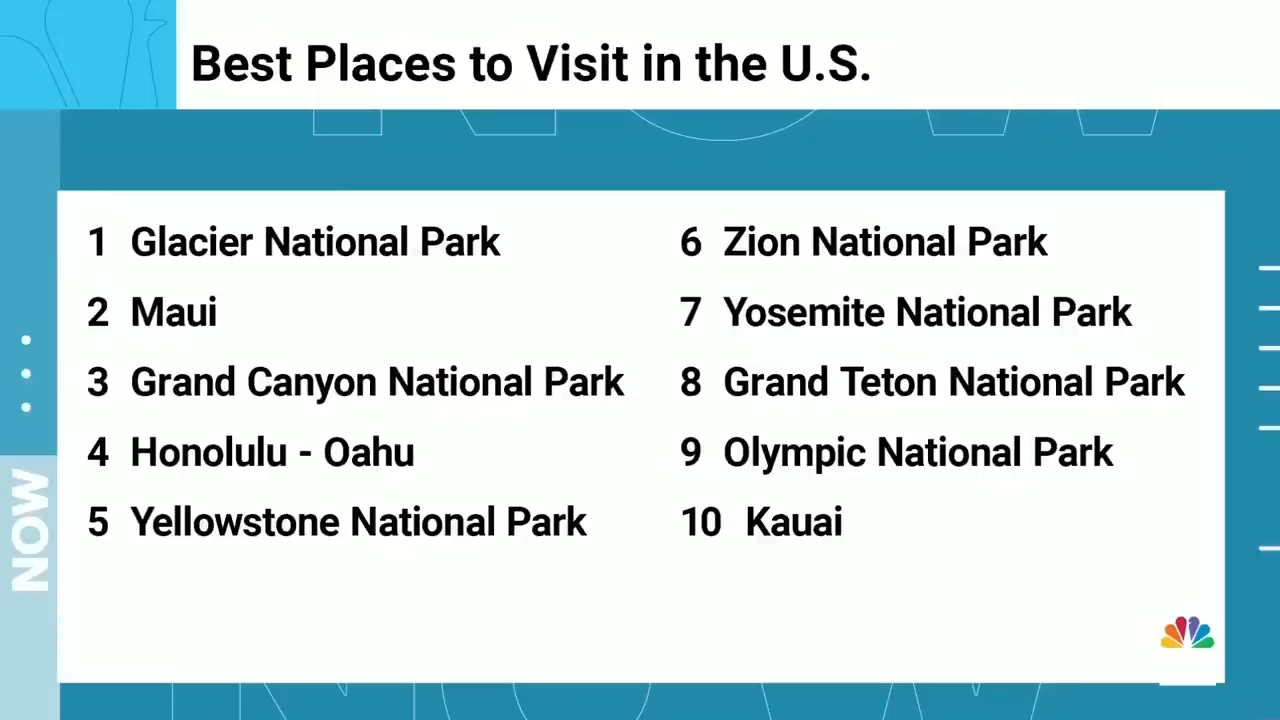 Best Places to Visit in the U.S.
1 Glacier National Park
2 Maui
3 Grand Canyon National Park
4 Honolulu - Oahu
5 Yellowstone National Park
6 Zion National Park
7 Yosemite National Park
8 Grand Teton National Park
9 Olympic National Park
10 Kauai
NOW